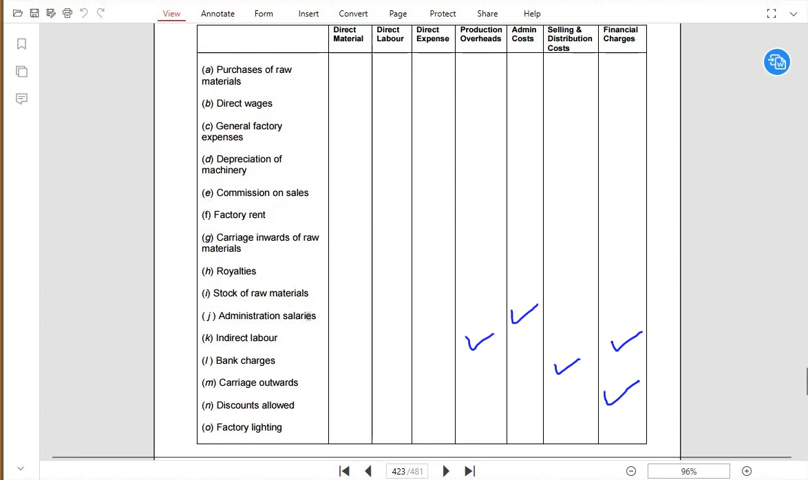 View Annotate Form Insert Convert Page Protect Share Help
Direct Material Direct Labour Direct Expense Production Overheads Admin Costs Selling & Distribution Costs Financial Charges
(a) Purchases of raw
materials
(b) Direct wages
(c) General factory
expenses
(d) Depreciation of
machinery
(e) Commission on sales
(f) Factory rent
(g) Carriage inwards of raw
materials
(h) Royalties
(i) Stock of raw materials
(j) Administration salaries
(k) Indirect labour
(l) Bank charges
(m) Carriage outwards
(n) Discounts allowed
(o) Factory lighting
423 /481 96%